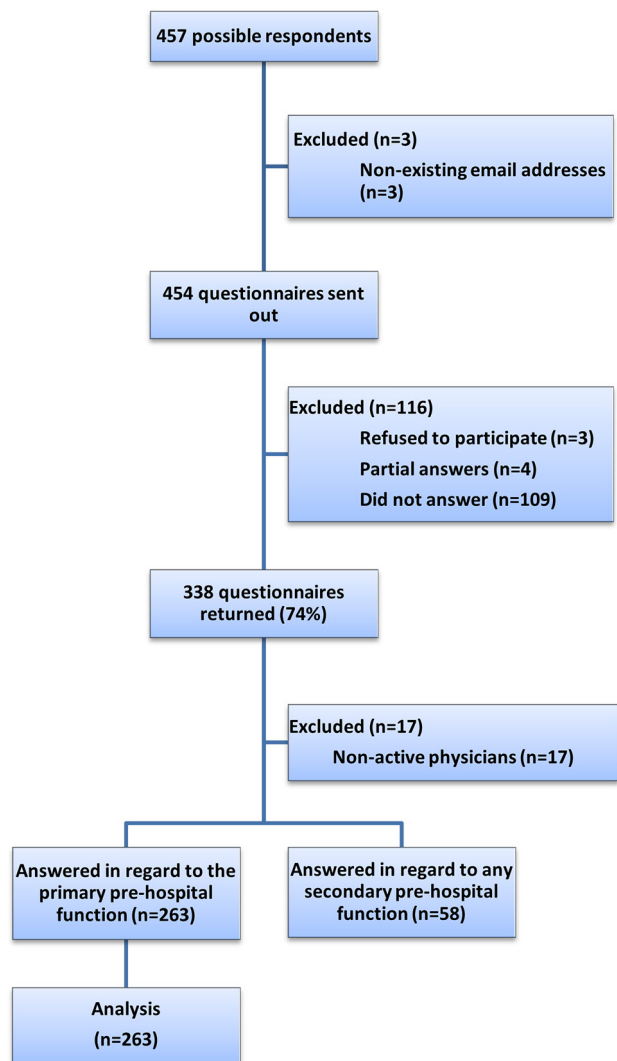 457 possible respondents
Excluded (n=3)
Non-existing email addresses
(n=3)
454 questionnaires sent
out
Excluded (n=116)
Refused to participate (n=3)
Partial answers (n=4)
Did not answer (n=109)
338 questionnaires
returned (74%)
Excluded (n=17)
Non-active physicians (n=17)
Answered in regard to the
primary pre-hospital
function (n=263)
Answered in regard to any
secondary pre-hospital
function (n=58)
Analysis
(n=263)